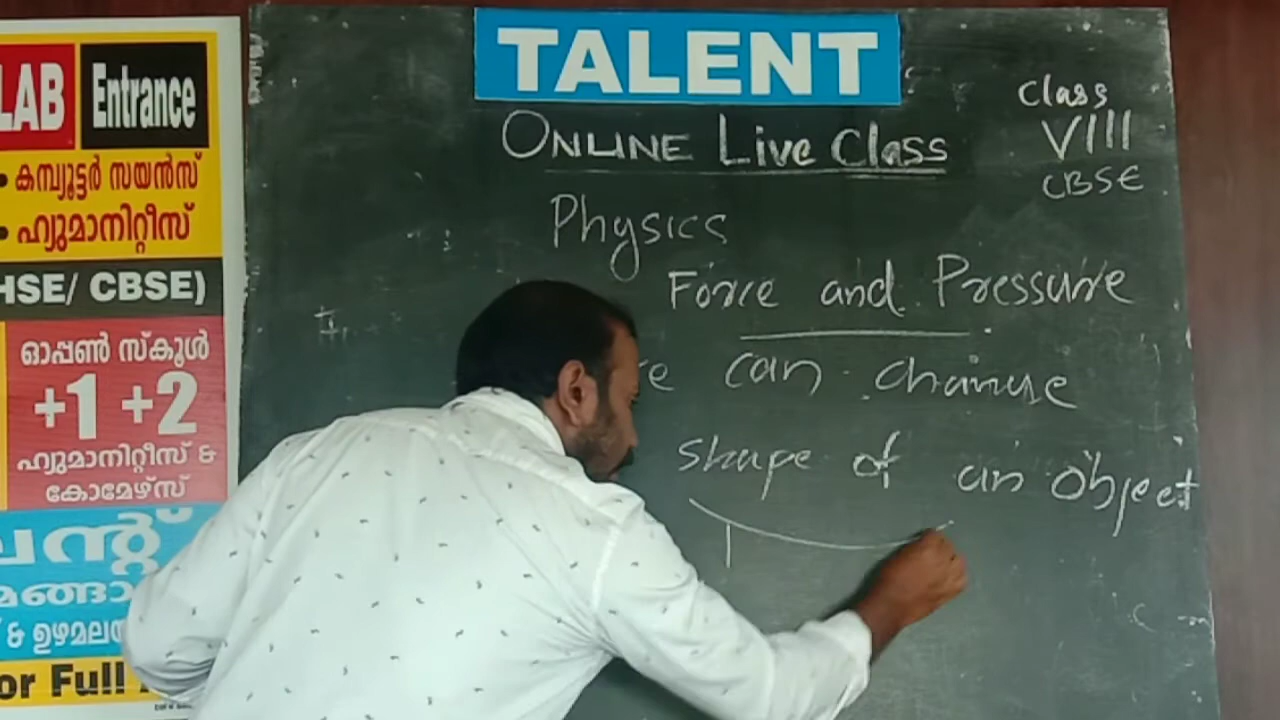 LAB Entrance
• കമ്പ്യൂട്ടർ സയൻസ്
• ഹ്യുമാനിറ്റീസ്
HSE/ CBSE)
ഓപ്പൺ സ്കൂൾ
+1 +2
ഹ്യുമാനിറ്റീസ് &
കോമേഴ്സ്
& ഉഴമല
or Full
TALENT
ONLINE Live Class
Class
VIII
CBSE
Physics
Force and Pressure
can change
shape of an object